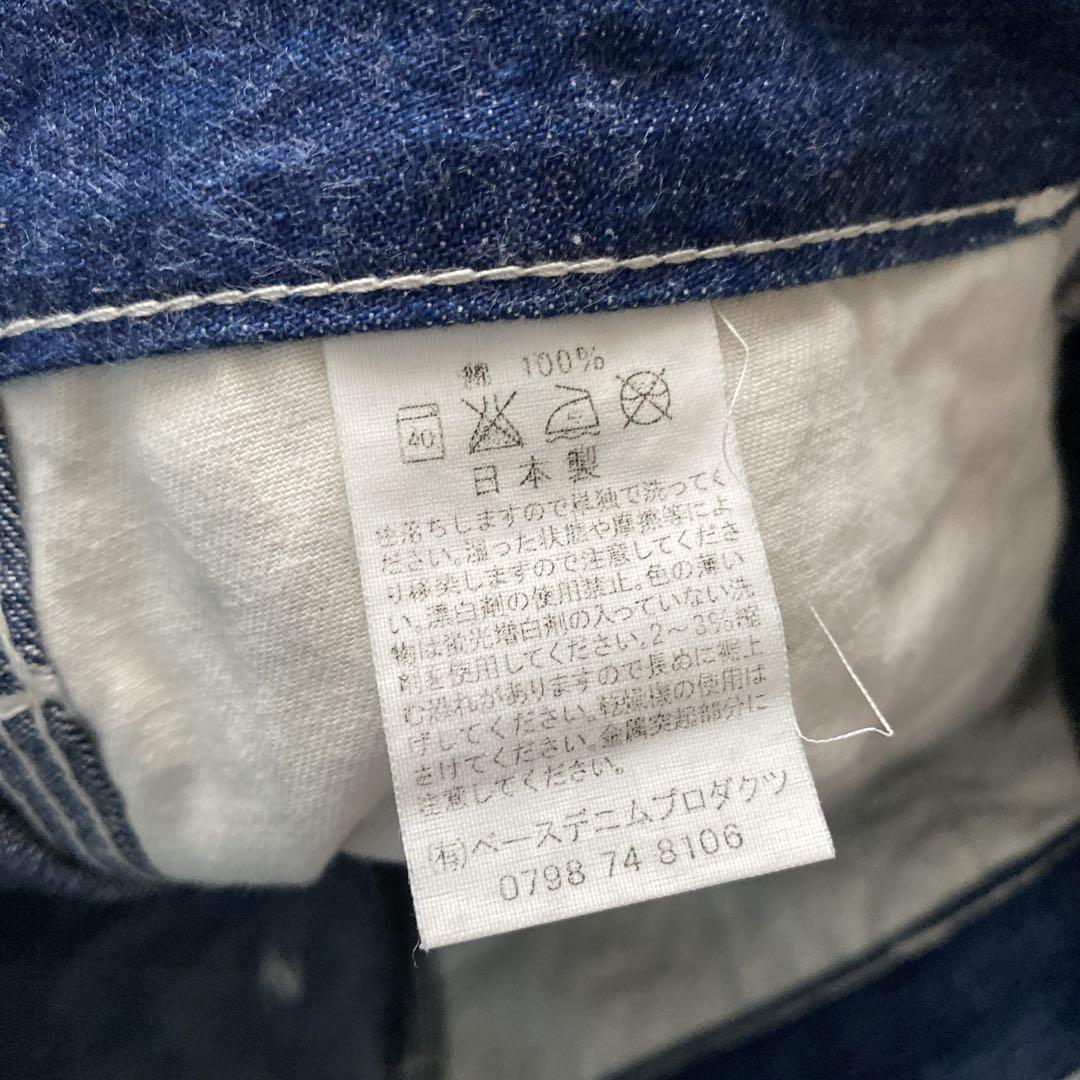 綿 100%
40
日本製
色落ちしますので単独で洗ってく
ださい。湿った状態や摩擦等によ
り移染しますので注意してくださ
い。漂白剤の使用禁止。色の薄い
物は蛍光増白剤の入っていない洗
剤を使用してください。2～3%縮
む恐れがありますので長めに裾上
げしてください。乾燥機の使用は
さけてください。金属突起部分に
注意してください。
(有)ベースデニムプロダクツ
0798 74 8106